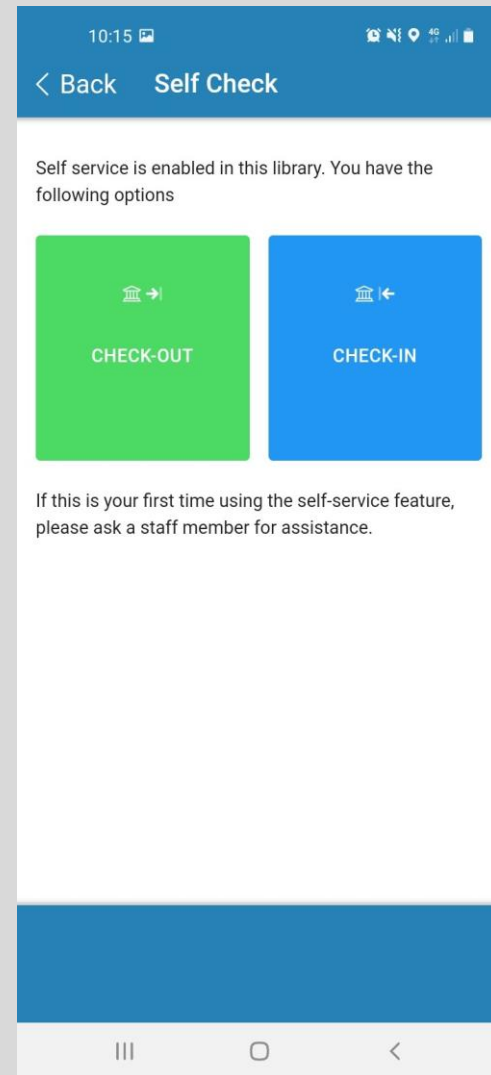 10:15
4G
< Back Self Check
Self service is enabled in this library. You have the
following options
CHECK-OUT
CHECK-IN
If this is your first time using the self-service feature,
please ask a staff member for assistance.